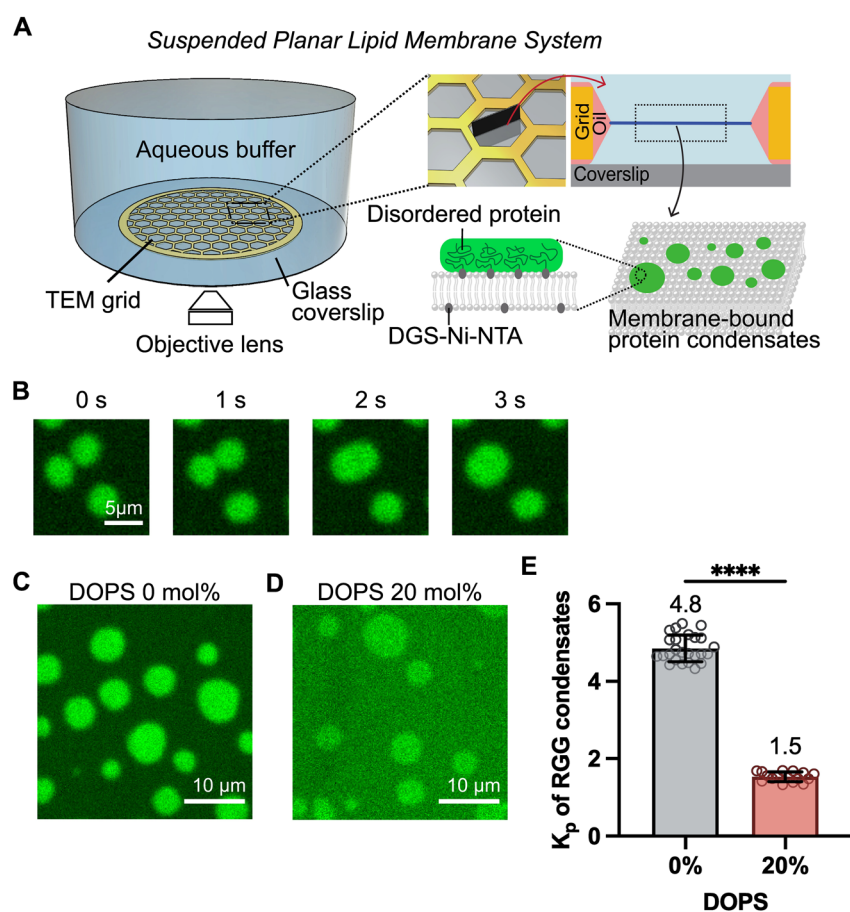 A
Suspended Planar Lipid Membrane System
Aqueous buffer
TEM grid
Glass
coverslip
Objective lens
Grid
Oil
Coverslip
Disordered protein
DGS-Ni-NTA
Membrane-bound
protein condensates
B
0 s
1 s
2 s
3 s
5μm
C
DOPS 0 mol%
10 μm
D
DOPS 20 mol%
10 μm
E
Kp of RGG condensates
6
4
2
0
****
4.8
1.5
0%
20%
DOPS